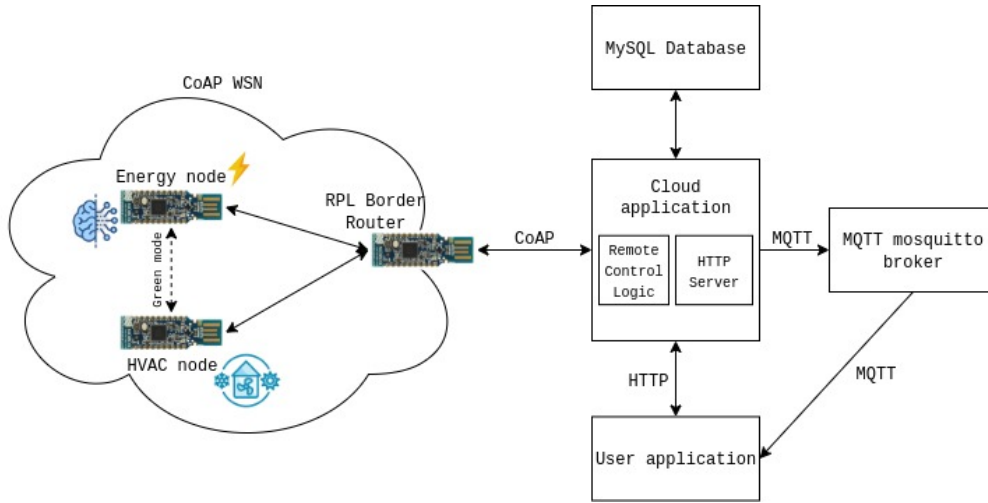 CoAP WSN
Energy node
RPL Border
Router
Green mode
HVAC node
CoAP
MySQL Database
Cloud
application
Remote
Control
Logic
HTTP
Server
MQTT
MQTT mosquitto
broker
HTTP
MQTT
User application